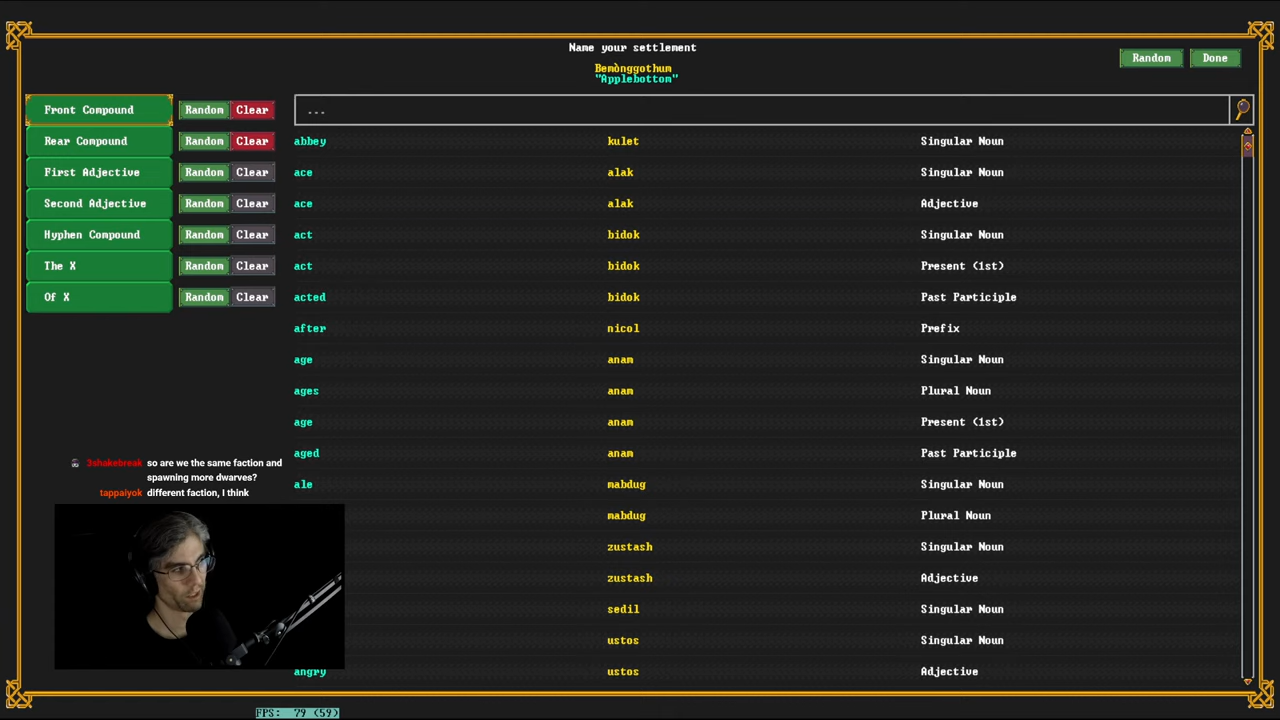 Name your settlement
Bemònggothum
"Applebottom"
Random Done
Front Compound Random Clear ...
Rear Compound Random Clear
First Adjective Random Clear
Second Adjective Random Clear
Hyphen Compound Random Clear
The X Random Clear
Of X Random Clear
abbey kulet Singular Noun
ace alak Singular Noun
ace alak Adjective
act bidok Singular Noun
act bidok Present (1st)
acted bidok Past Participle
after nicol Prefix
age anam Singular Noun
ages anam Plural Noun
age anam Present (1st)
aged anam Past Participle
ale mabdug Singular Noun
mabdug Plural Noun
zustash Singular Noun
zustash Adjective
sedil Singular Noun
ustos Singular Noun
angry ustos Adjective
3shakebreak so are we the same faction and
spawning more dwarves?
tappaiyok different faction, I think
FPS: 79 (59)